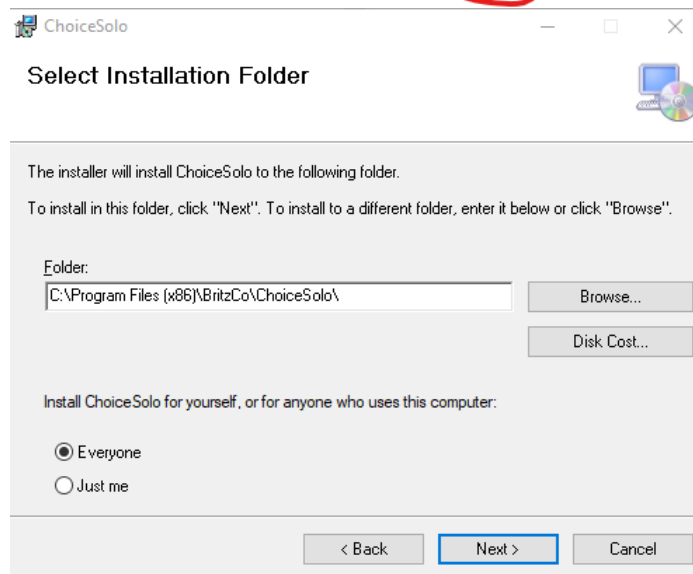 ChoiceSolo
Select Installation Folder
The installer will install ChoiceSolo to the following folder.
To install in this folder, click "Next". To install to a different folder, enter it below or click "Browse".
Folder:
C:\Program Files (x86)\BritzCo\ChoiceSolo\
Browse...
Disk Cost...
Install ChoiceSolo for yourself, or for anyone who uses this computer:
Everyone
Just me
< Back
Next >
Cancel